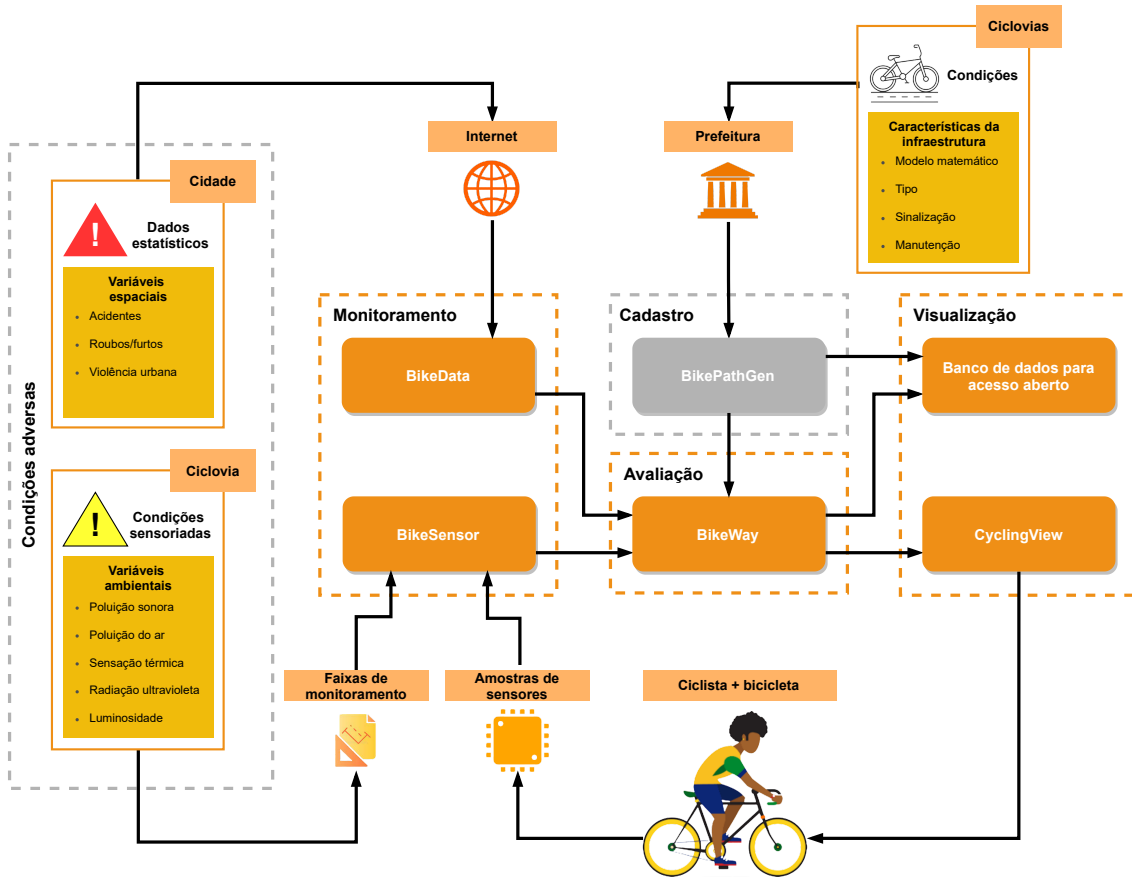 Ciclovias
Condições
Características da
infraestrutura
• Modelo matemático
• Tipo
• Sinalização
• Manutenção
Internet
Prefeitura
Condições adversas
Cidade
!
Dados
estatísticos
Variáveis
espaciais
• Acidentes
• Roubos/furtos
• Violência urbana
Ciclovia
!
Condições
sensoriadas
Variáveis
ambientais
• Poluição sonora
• Poluição do ar
• Sensação térmica
• Radiação ultravioleta
• Luminosidade
Monitoramento
BikeData
BikeSensor
Cadastro
BikePathGen
Avaliação
BikeWay
Visualização
Banco de dados para
acesso aberto
CyclingView
Faixas de
monitoramento
Amostras de
sensores
Ciclista + bicicleta